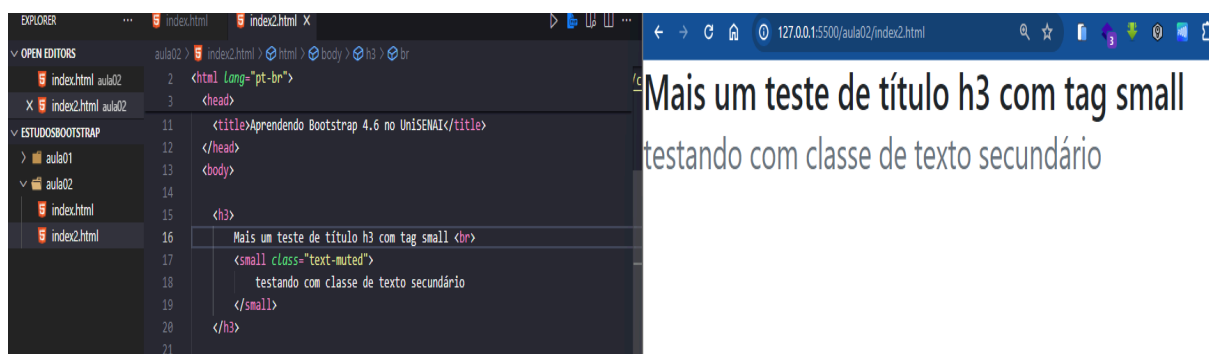 EXPLORER ...
OPEN EDITORS
index.html aula02
X index2.html aula02
ESTUDOSBOOTSTRAP
aula01
aula02
index.html
index2.html
index.html index2.html X ...
aula02 > index2.html > html > body > h3 > br
2 <html lang="pt-br">
3 <head>
11 <title>Aprendendo Bootstrap 4.6 no UniSENAI</title>
12 </head>
13 <body>
14
15 <h3>
16 Mais um teste de título h3 com tag small <br>
17 <small class="text-muted">
18 testando com classe de texto secundário
19 </small>
20 </h3>
21
127.0.0.1:5500/aula02/index2.html
3
Mais um teste de título h3 com tag small
testando com classe de texto secundário